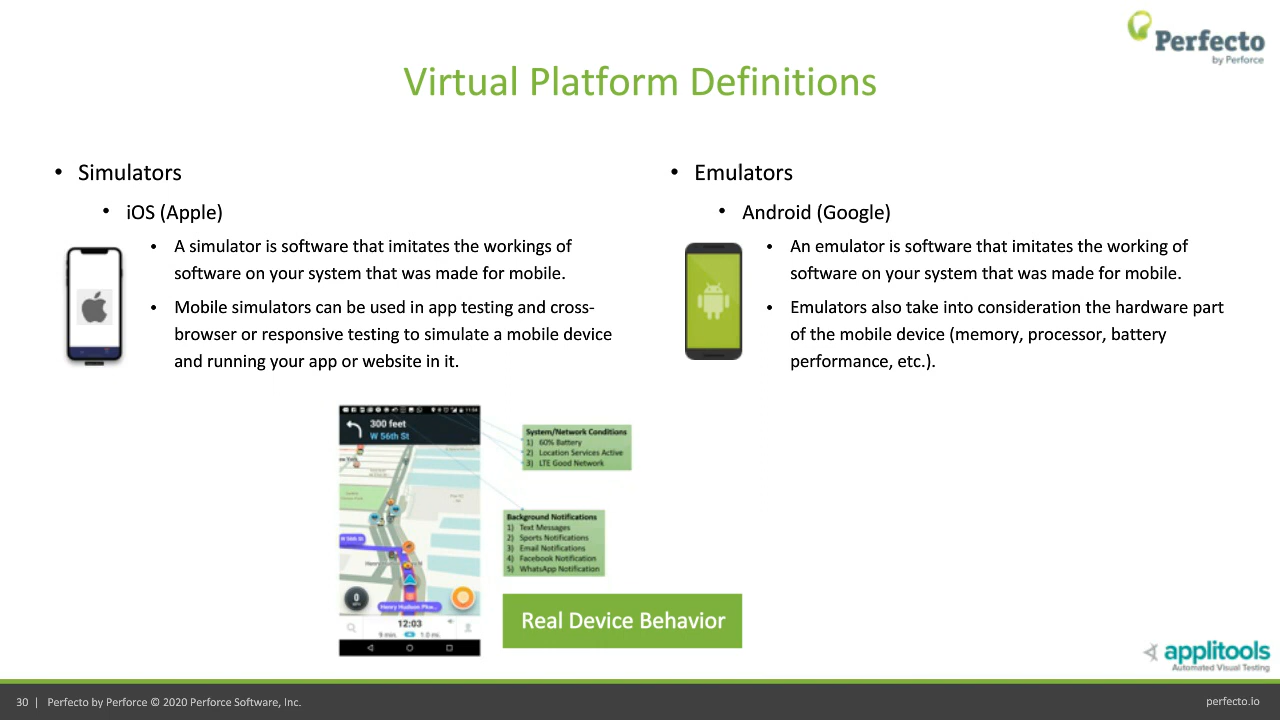 Perfecto
by Perforce
Virtual Platform Definitions
• Simulators
• iOS (Apple)
• A simulator is software that imitates the workings of
software on your system that was made for mobile.
• Mobile simulators can be used in app testing and cross-
browser or responsive testing to simulate a mobile device
and running your app or website in it.
• Emulators
• Android (Google)
• An emulator is software that imitates the working of
software on your system that was made for mobile.
• Emulators also take into consideration the hardware part
of the mobile device (memory, processor, battery
performance, etc.).
300 feet
W 56th St
W 56th St
Henry Hudson Pkw...
0
12:03
9 min.
1.0 mi.
System/Network Conditions
1) 60% Battery
2) Location Services Active
3) LTE Good Network
Background Notifications
1) Text Messages
2) Sports Notifications
3) Email Notifications
4) Facebook Notification
5) WhatsApp Notification
Real Device Behavior
applitools
Automated Visual Testing
30 | Perfecto by Perforce © 2020 Perforce Software, Inc.
perfecto.io